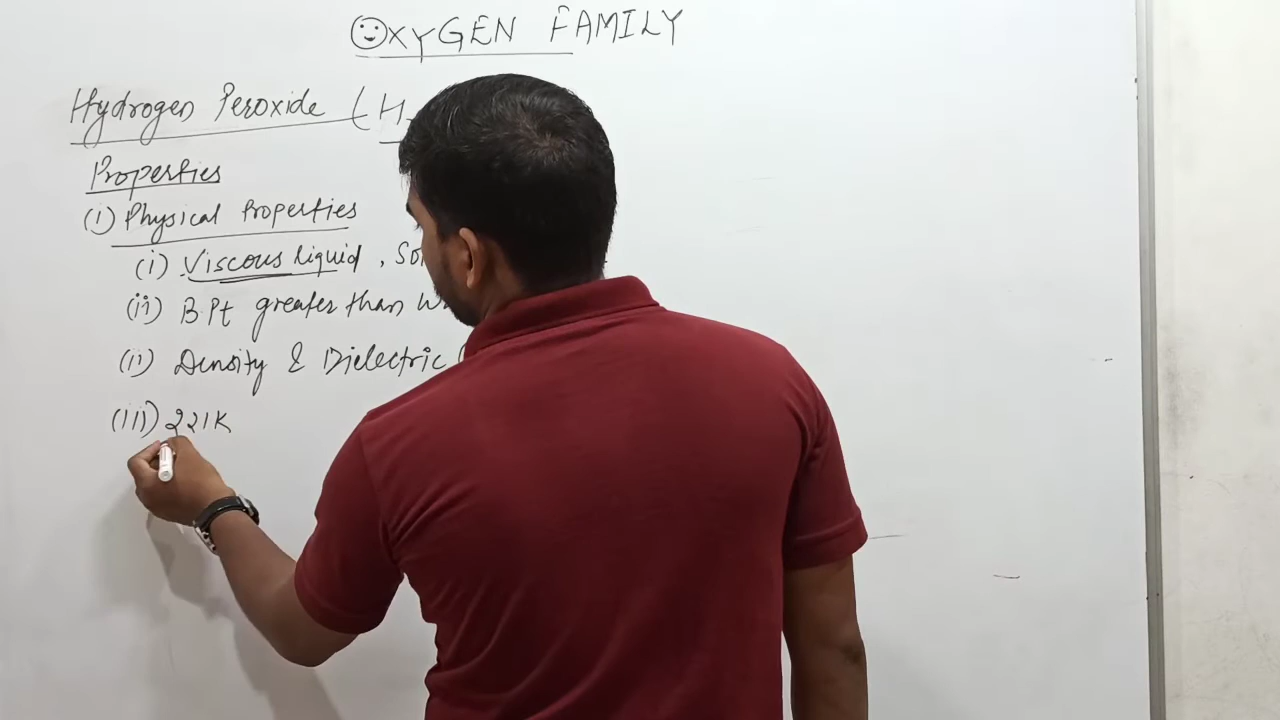 OXYGEN FAMILY
Hydrogen Peroxide (H
Properties
(i) Physical Properties
(i) Viscous liquid, So
(ii) B.Pt greater than W
(ii) Density & Dielectric
(iii) 221K